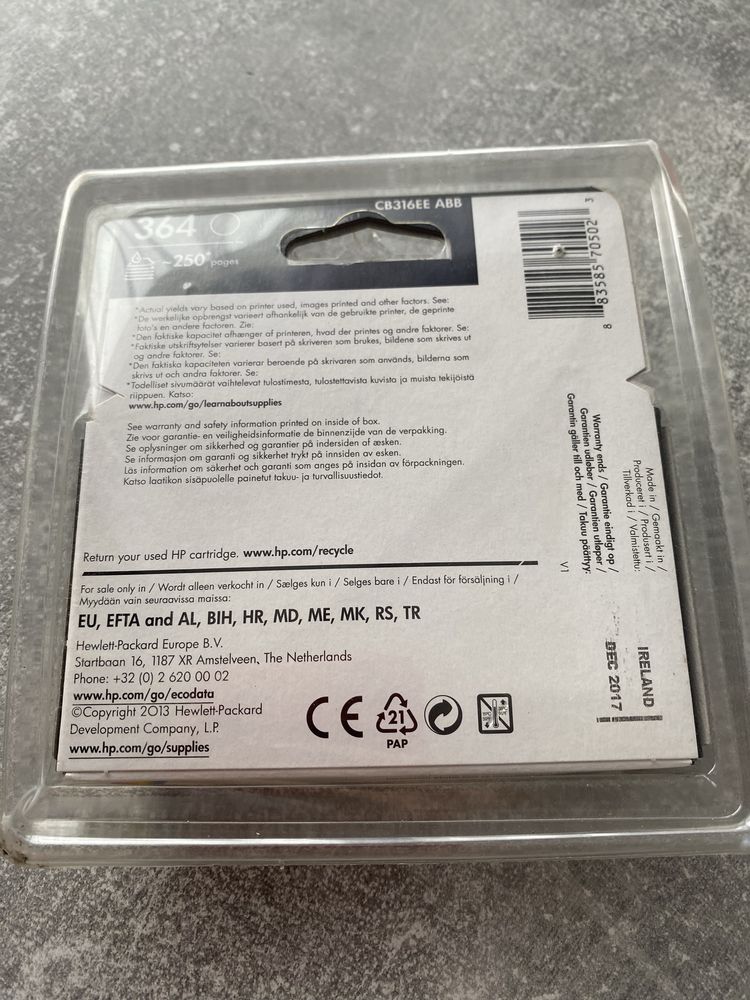 CB316EE ABB
364
~250* pages
*Actual yields vary based on printer used, images printed and other factors. See:
*De werkelijke opbrengst varieert afhankelijk van de gebruikte printer, de geprinte
foto's en andere factoren. Zie:
*Den faktiske kapacitet afhænger af printeren, hvad der printes og andre faktorer. Se:
*Faktiske utskriftsytelser varierer basert på skriveren som brukes, bildene som skrives ut
og andre faktorer. Se:
*Den faktiska kapaciteten varierar beroende på skrivaren som används, bilderna som
skrivs ut och andra faktorer. Se:
*Todelliset sivumäärät vaihtelevat tulostimesta, tulostettavista kuvista ja muista tekijöistä
riippuen. Katso:
www.hp.com/go/learnaboutsupplies
See warranty and safety information printed on inside of box.
Zie voor garantie- en veiligheidsinformatie de binnenzijde van de verpakking.
Se oplysninger om sikkerhed og garantier på indersiden af æsken.
Se informasjon om garanti og sikkerhet trykt på innsiden av esken.
Läs information om säkerhet och garanti som anges på insidan av förpackningen.
Katso laatikon sisäpuolelle painetut takuu- ja turvallisuustiedot.
Return your used HP cartridge. www.hp.com/recycle
For sale only in / Wordt alleen verkocht in / Sælges kun i / Selges bare i / Endast för försäljning i /
Myydään vain seuraavissa maissa:
EU, EFTA and AL, BIH, HR, MD, ME, MK, RS, TR
Hewlett-Packard Europe B.V.
Startbaan 16, 1187 XR Amstelveen, The Netherlands
Phone: +32 (0) 2 620 00 02
www.hp.com/go/ecodata
©Copyright 2013 Hewlett-Packard
Development Company, L.P.
www.hp.com/go/supplies
CE
21
PAP
8 83585 70502 3
Warranty ends / Garantie eindigt op /
Garantien udløber / Garantien utløper /
Garantin gäller till och med / Takuu päättyy:
V1
Made in / Gemaakt in /
Produceret i / Produsert i /
Tillverkad i / Valmistettu:
IRELAND
DEC 2017